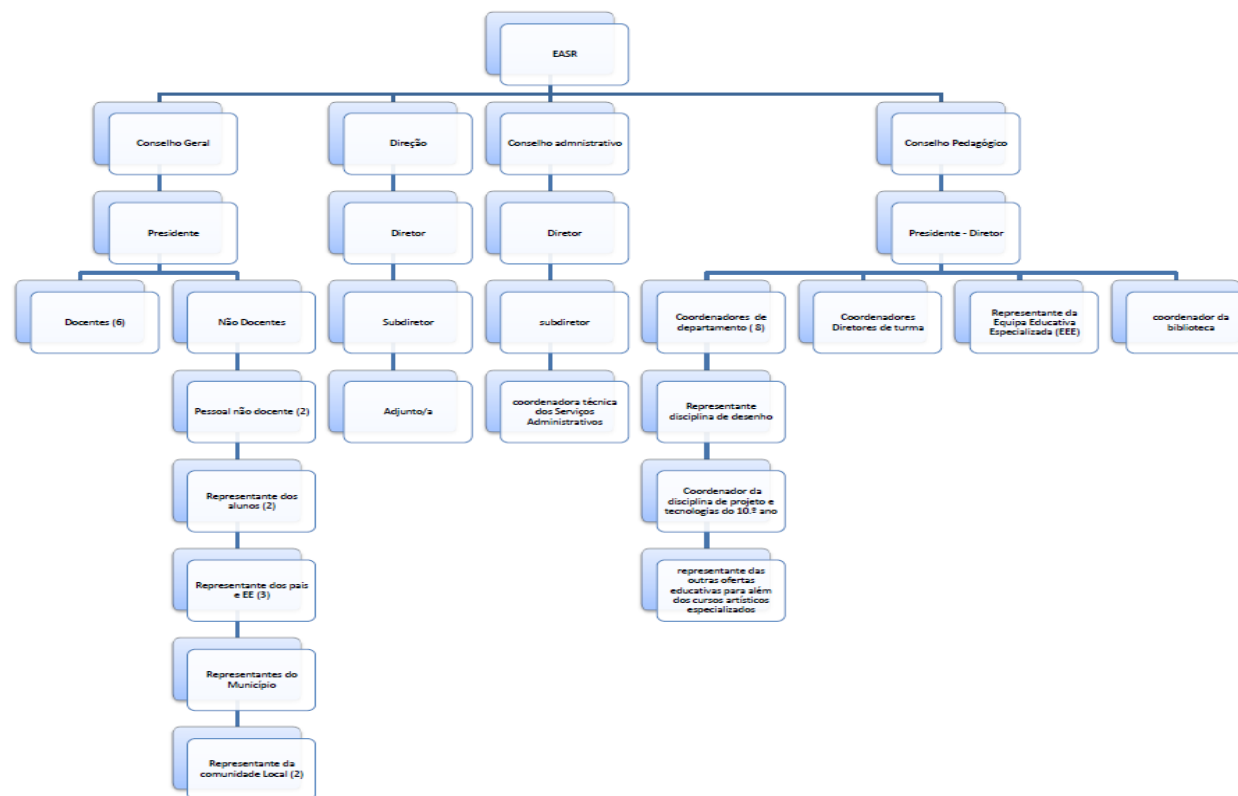 EASR
Conselho Geral
Direção
Conselho admnistrativo
Conselho Pedagógico
Presidente
Diretor
Diretor
Presidente - Diretor
Docentes (6)
Não Docentes
Subdiretor
subdiretor
Coordenadores de
departamento ( 8)
Coordenadores
Diretores de turma
Representante da
Equipa Educativa
Especializada (EEE)
coordenador da
biblioteca
Pessoal não docente (2)
Adjunto/a
coordenadora técnica
dos Serviços
Administrativos
Representante
disciplina de desenho
Representante dos
alunos (2)
Coordenador da
disciplina de projeto e
tecnologias do 10.º ano
Representante dos pais
e EE (3)
representante das
outras ofertas
educativas para além
dos cursos artísticos
especializados
Representantes do
Município
Representante da
comunidade Local (2)